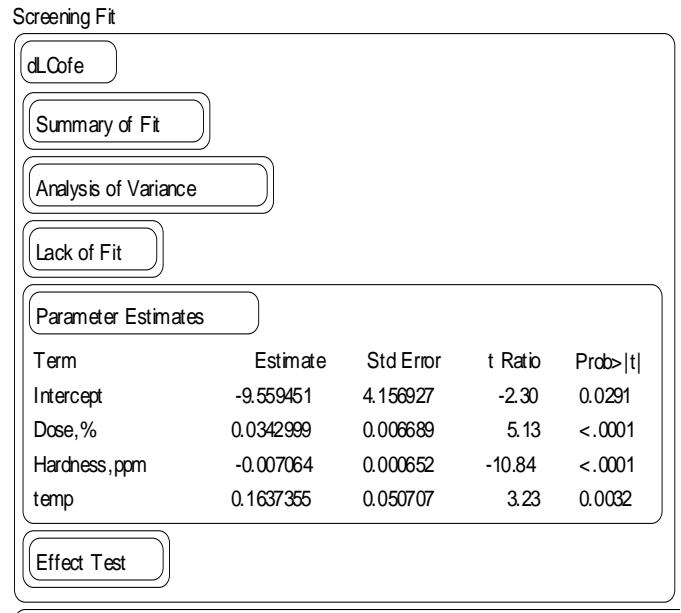 Screening Fit
dLCofe
Summary of Fit
Analysis of Variance
Lack of Fit
Parameter Estimates
Term Estimate Std Error t Ratio Prob>|t|
Intercept -9.559451 4.156927 -2.30 0.0291
Dose,% 0.0342999 0.006689 5.13 <.0001
Hardness,ppm -0.007064 0.000652 -10.84 <.0001
temp 0.1637355 0.050707 3.23 0.0032
Effect Test